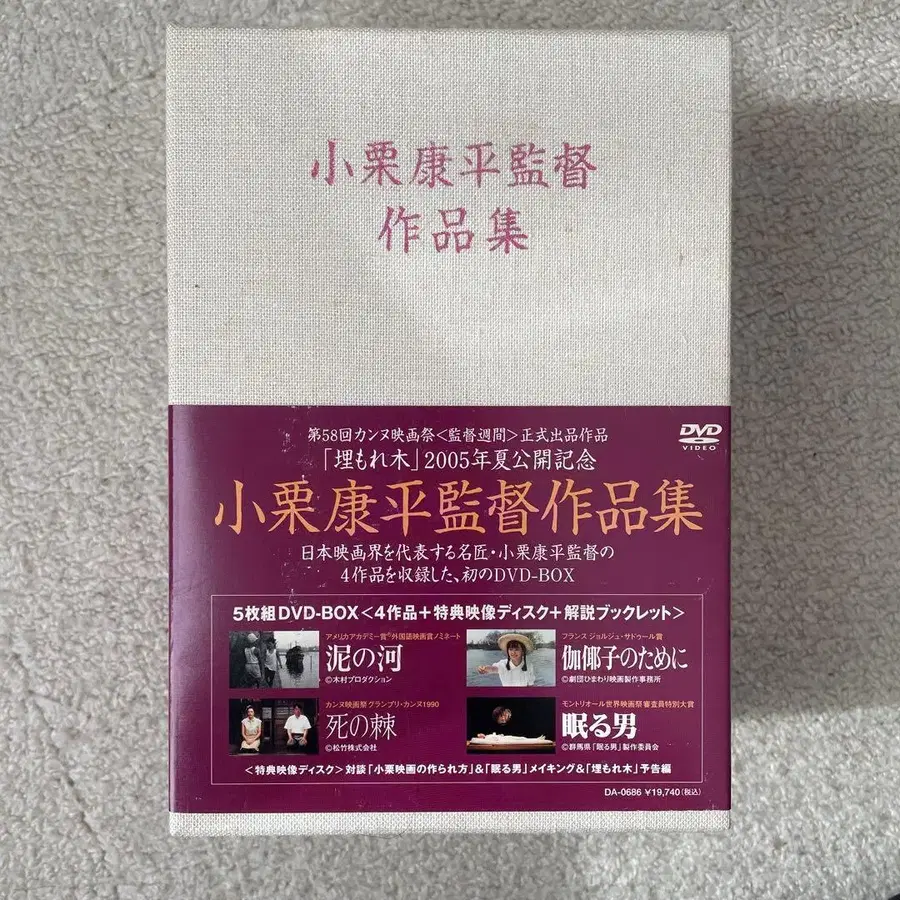 小栗康平監督
作品集
第58回カンヌ映画祭<監督週間>正式出品作品
「埋もれ木」2005年夏公開記念
DVD
VIDEO
小栗康平監督作品集
日本映画界を代表する名匠・小栗康平監督の
4作品を収録した、初のDVD-BOX
5枚組DVD-BOX<4作品+特典映像ディスク+解説ブックレット>
アメリカアカデミー賞®外国語映画賞ノミネート
泥の河
©木村プロダクション
フランス ジョルジュ・サドゥール賞
伽倻子のために
©劇団ひまわり映画製作事務所
カンヌ映画祭グランプリ・カンヌ1990
死の棘
©松竹株式会社
モントリオール世界映画祭審査員特別大賞
眠る男
©群馬県「眠る男」製作委員会
<特典映像ディスク>対談「小栗映画の作られ方」&「眠る男」メイキング&「埋もれ木」予告編
DA-0686 ¥19,740(税込)